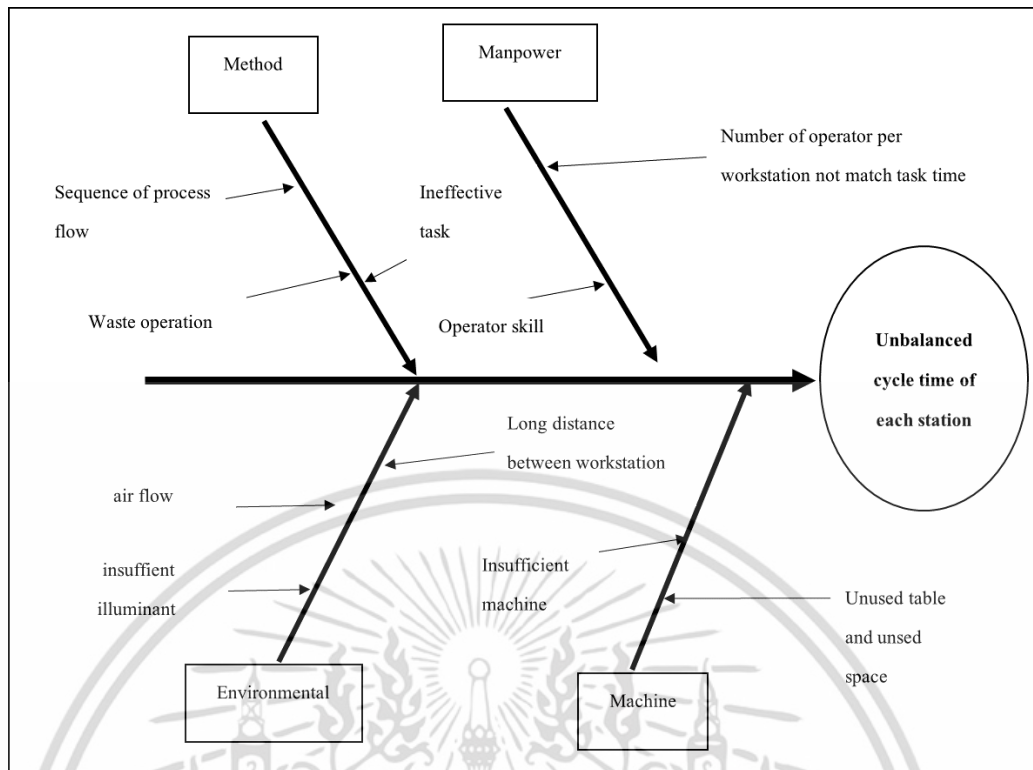 Method
Manpower
Number of operator per
workstation not match task time
Sequence of process
flow
Ineffective
task
Waste operation
Operator skill
Unbalanced
cycle time of
each station
Long distance
between workstation
air flow
insuffient
illuminant
Insufficient
machine
Unused table
and unsed
space
Environmental
Machine